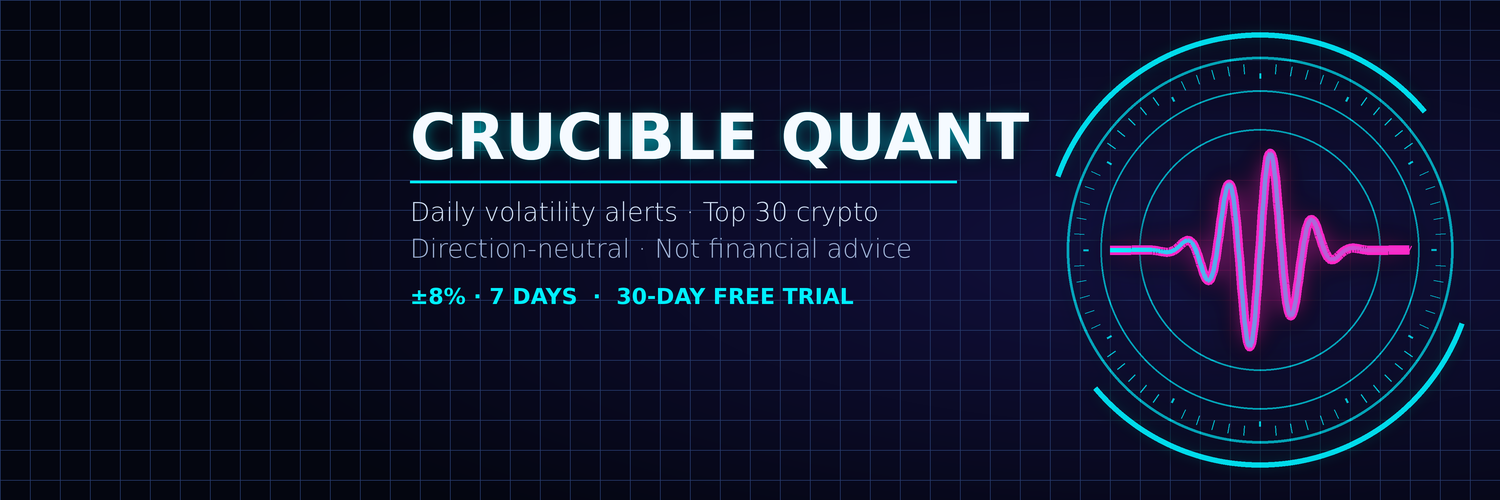 CRUCIBLE QUANT
Daily volatility alerts · Top 30 crypto
Direction-neutral · Not financial advice
±8% · 7 DAYS · 30-DAY FREE TRIAL